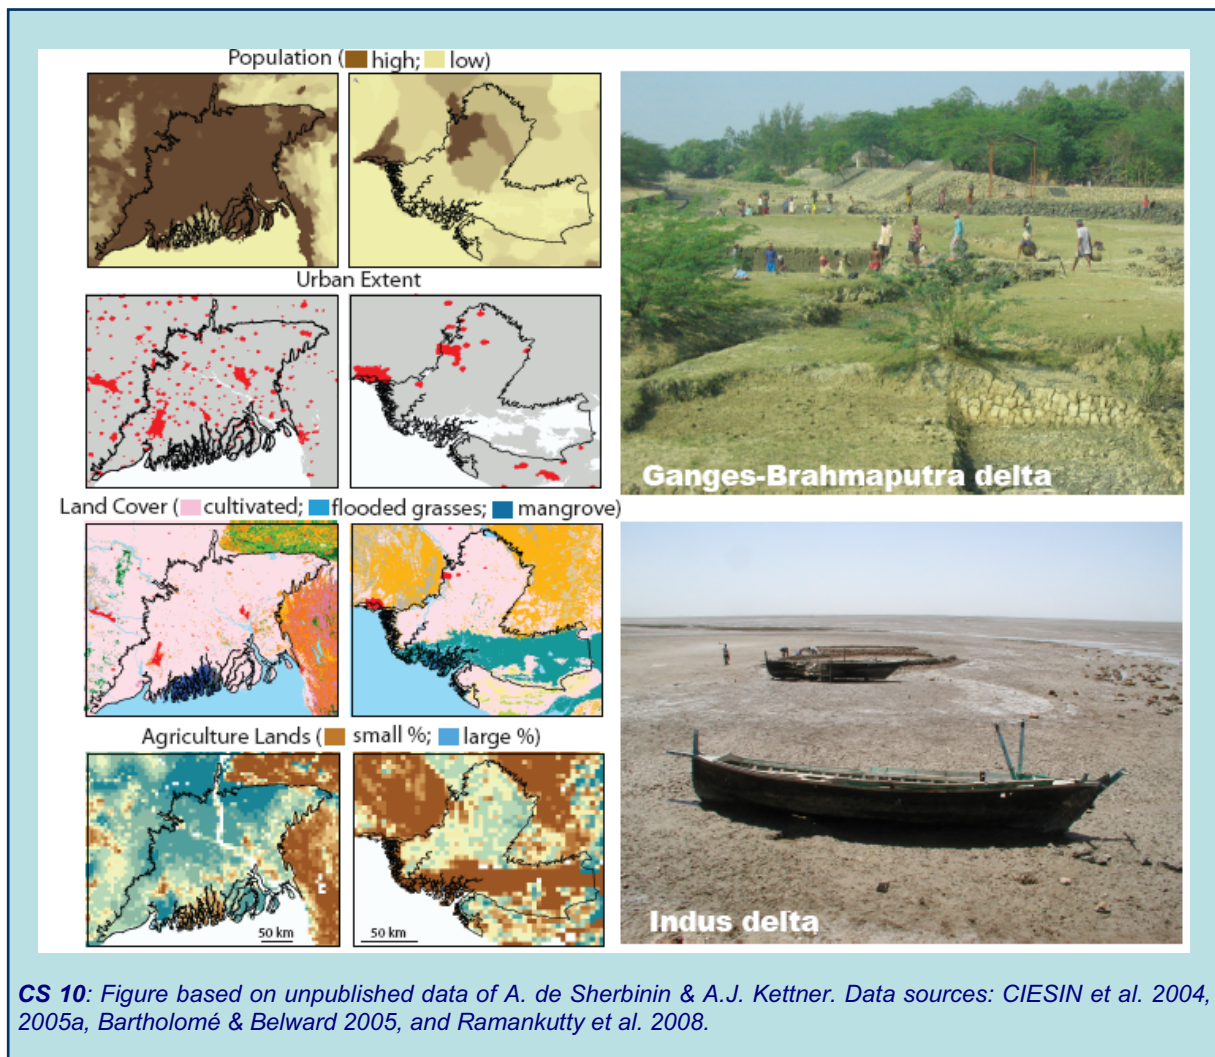 Population ( high; low)
Urban Extent
Land Cover ( cultivated; flooded grasses; mangrove)
Agriculture Lands ( small %; large %)
50 km
50 km
Ganges-Brahmaputra delta
Indus delta
CS 10: Figure based on unpublished data of A. de Sherbinin & A.J. Kettner. Data sources: CIESIN et al. 2004,
2005a, Bartholomé & Belward 2005, and Ramankutty et al. 2008.